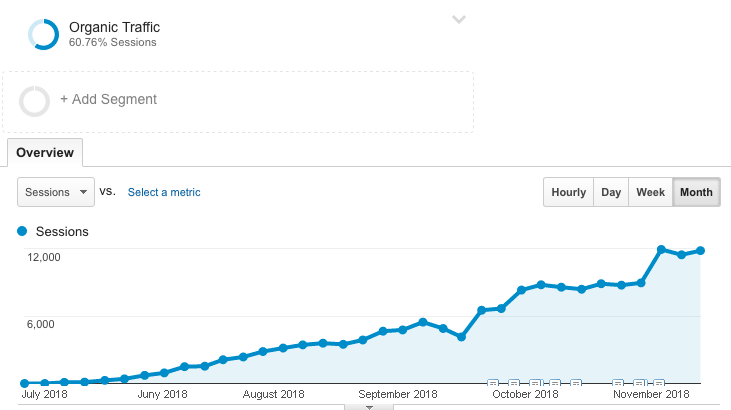 Organic Traffic
60.76% Sessions
+ Add Segment
Overview
Sessions vs. Select a metric
Hourly Day Week Month
Sessions
12,000
6,000
July 2018 Juny 2018 August 2018 September 2018 October 2018 November 2018